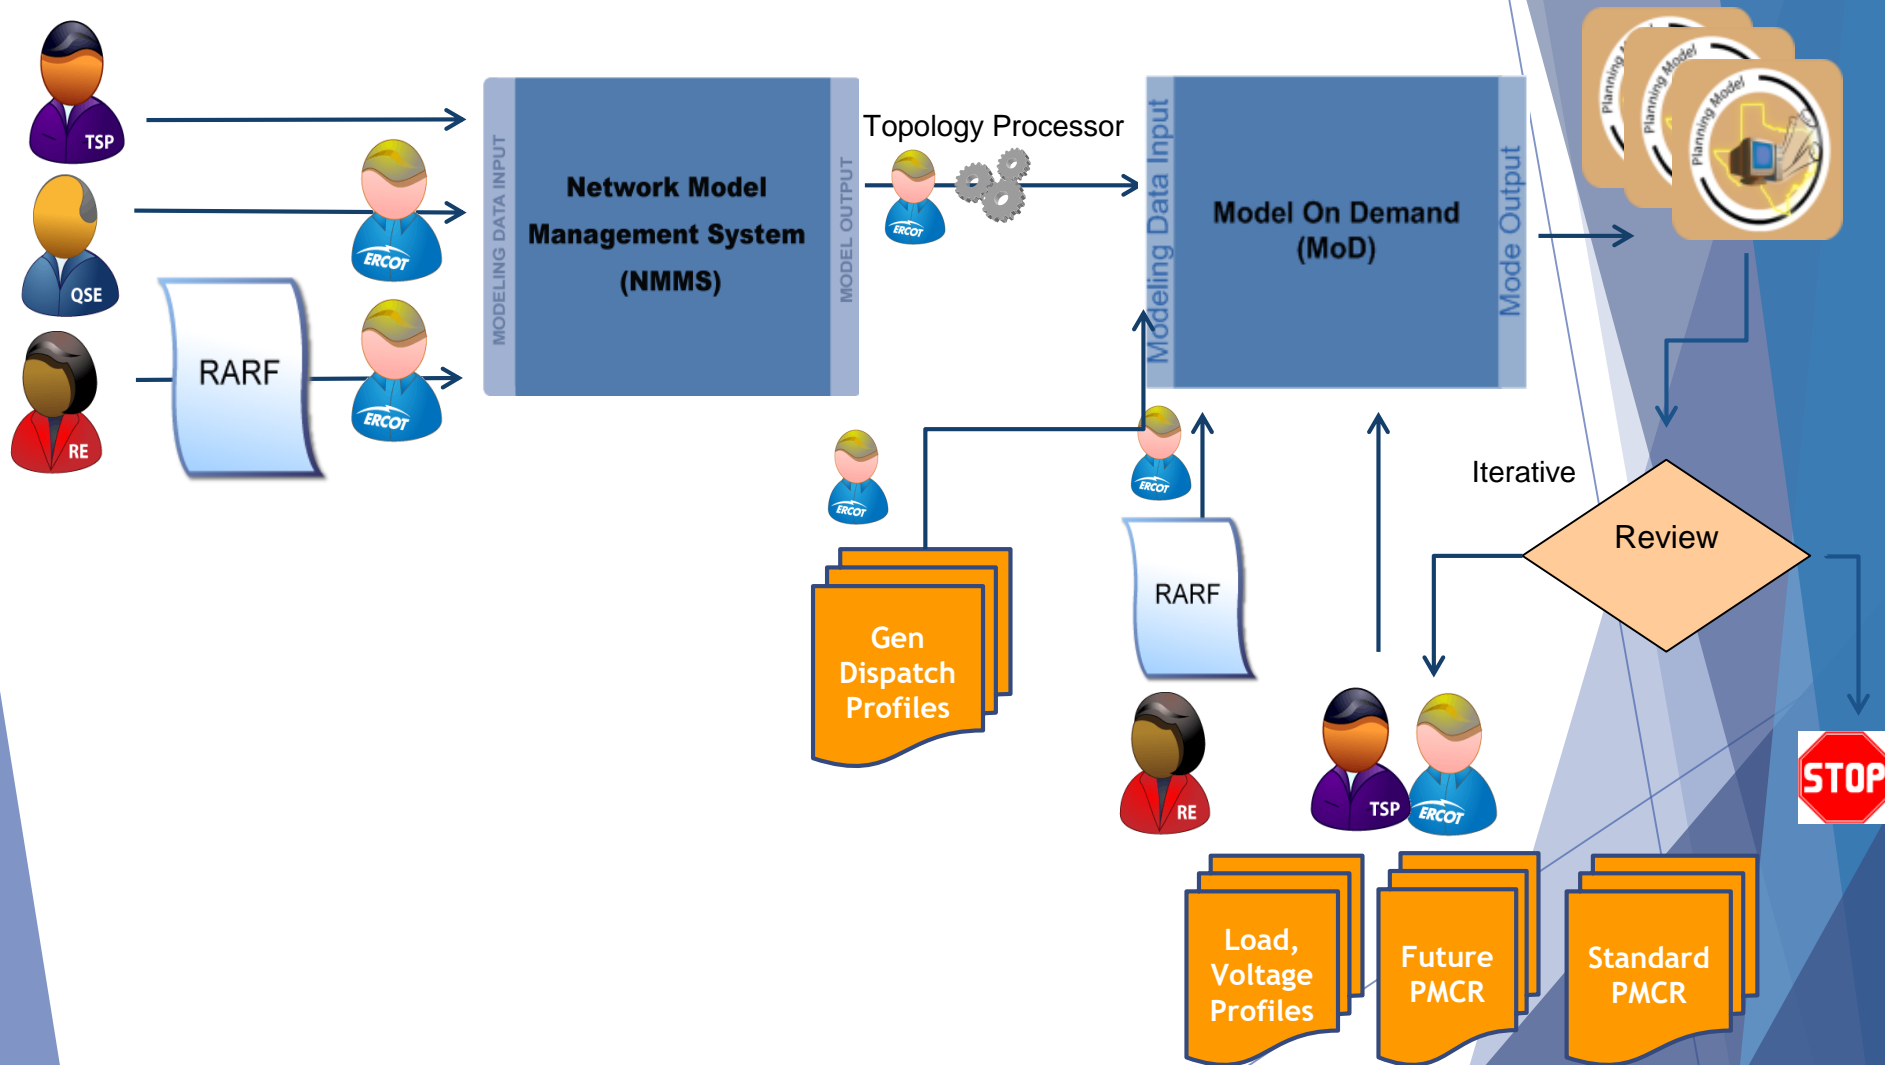 TSP
QSE
RE
RARF
ERCOT
ERCOT
MODELING DATA INPUT
Network Model
Management System
(NMMS)
MODEL OUTPUT
Topology Processor
ERCOT
Modeling Data Input
Model On Demand
(MoD)
Mode Output
Planning
Planning Model
Planning Model
Iterative
Review
STOP
ERCOT
Gen
Dispatch
Profiles
ERCOT
RARF
RE
TSP
ERCOT
Load,
Voltage
Profiles
Future
PMCR
Standard
PMCR